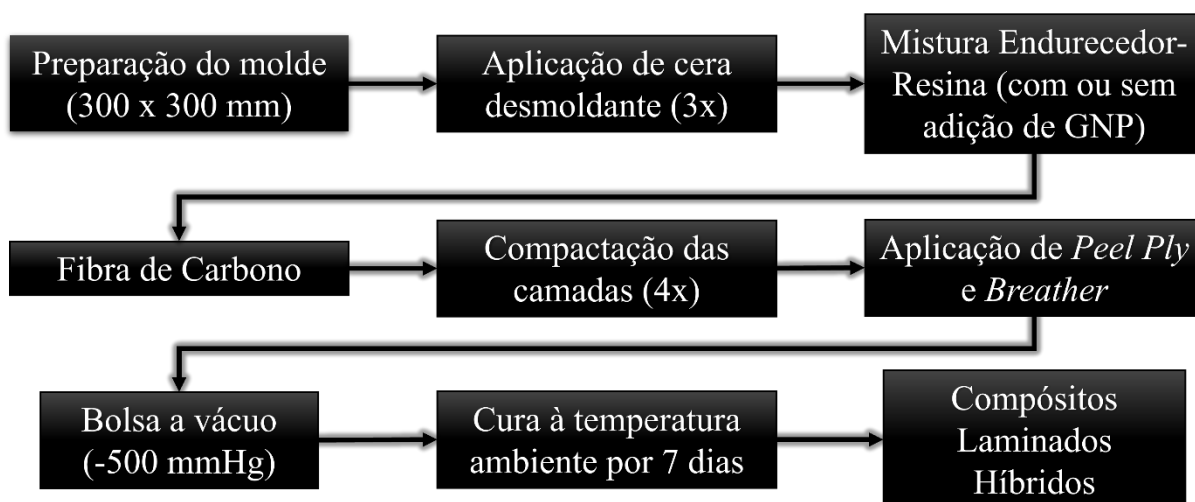 Preparação do molde
(300 x 300 mm)
Aplicação de cera
desmoldante (3x)
Mistura Endurecedor-
Resina (com ou sem
adição de GNP)
Fibra de Carbono
Compactação das
camadas (4x)
Aplicação de Peel Ply
e Breather
Bolsa a vácuo
(-500 mmHg)
Cura à temperatura
ambiente por 7 dias
Compósitos
Laminados
Híbridos